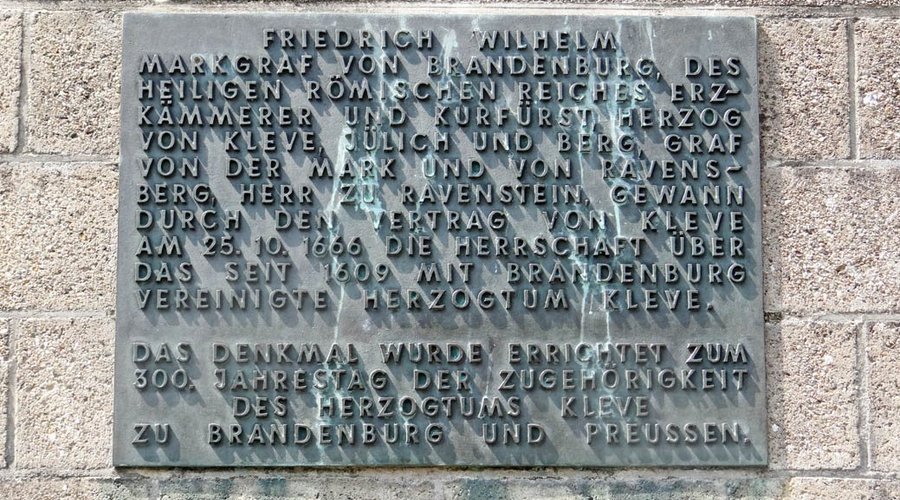 FRIEDRICH WILHELM
MARKGRAF VON BRANDENBURG, DES
HEILIGEN RÖMISCHEN REICHES ERZ-
KÄMMERER UND KURFÜRST, HERZOG
VON KLEVE, JÜLICH UND BERG, GRAF
VON DER MARK UND VON RAVENS-
BERG, HERR ZU RAVENSTEIN, GEWANN
DURCH DEN VERTRAG VON KLEVE
AM 25. 10. 1666 DIE HERRSCHAFT ÜBER
DAS SEIT 1609 MIT BRANDENBURG
VEREINIGTE HERZOGTUM KLEVE.
DAS DENKMAL WURDE ERRICHTET ZUM
300. JAHRESTAG DER ZUGEHÖRIGKEIT
DES HERZOGTUMS KLEVE
ZU BRANDENBURG UND PREUSSEN.